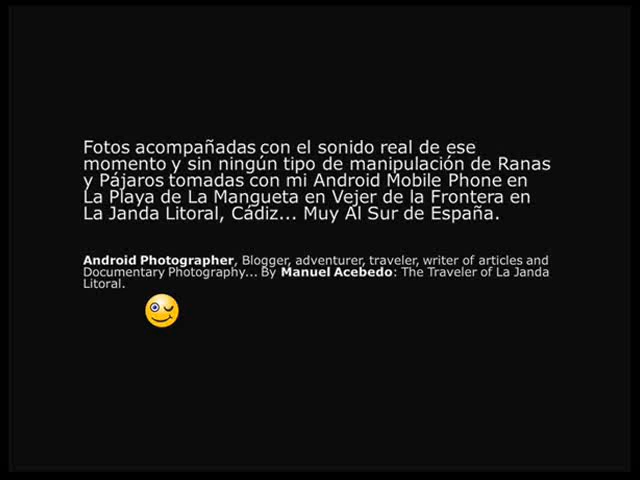 Fotos acompañadas con el sonido real de ese
momento y sin ningún tipo de manipulación de Ranas
y Pájaros tomadas con mi Android Mobile Phone en
La Playa de La Mangueta en Vejer de la Frontera en
La Janda Litoral, Cádiz... Muy Al Sur de España.
Android Photographer, Blogger, adventurer, traveler, writer of articles and
Documentary Photography... By Manuel Acebedo: The Traveler of La Janda
Litoral.